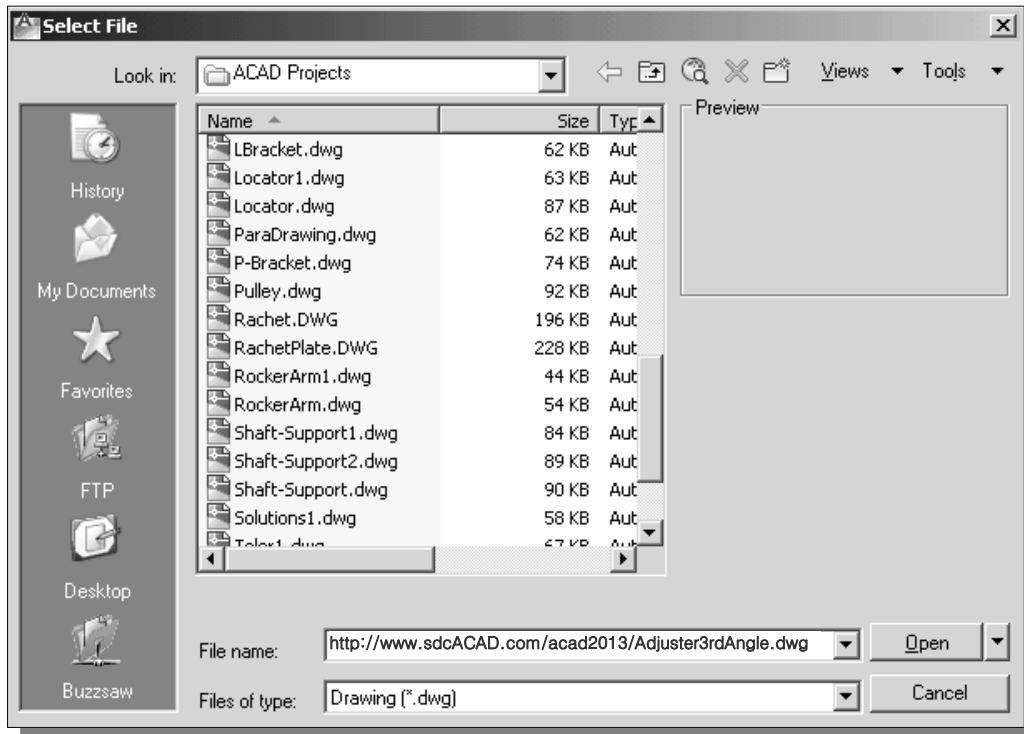 Select File
Look in: ACAD Projects Views Tools
Name Size Typ
LBracket.dwg 62 KB Aut
Locator1.dwg 63 KB Aut
Locator.dwg 87 KB Aut
ParaDrawing.dwg 62 KB Aut
P-Bracket.dwg 74 KB Aut
Pulley.dwg 92 KB Aut
Rachet.DWG 196 KB Aut
RachetPlate.DWG 228 KB Aut
RockerArm1.dwg 44 KB Aut
RockerArm.dwg 54 KB Aut
Shaft-Support1.dwg 84 KB Aut
Shaft-Support2.dwg 89 KB Aut
Shaft-Support.dwg 90 KB Aut
Solutions1.dwg 58 KB Aut
67 KB Aut
Preview
History
My Documents
Favorites
FTP
Desktop
Buzzsaw
File name: http://www.sdcACAD.com/acad2013/Adjuster3rdAngle.dwg Open
Files of type: Drawing (*.dwg) Cancel